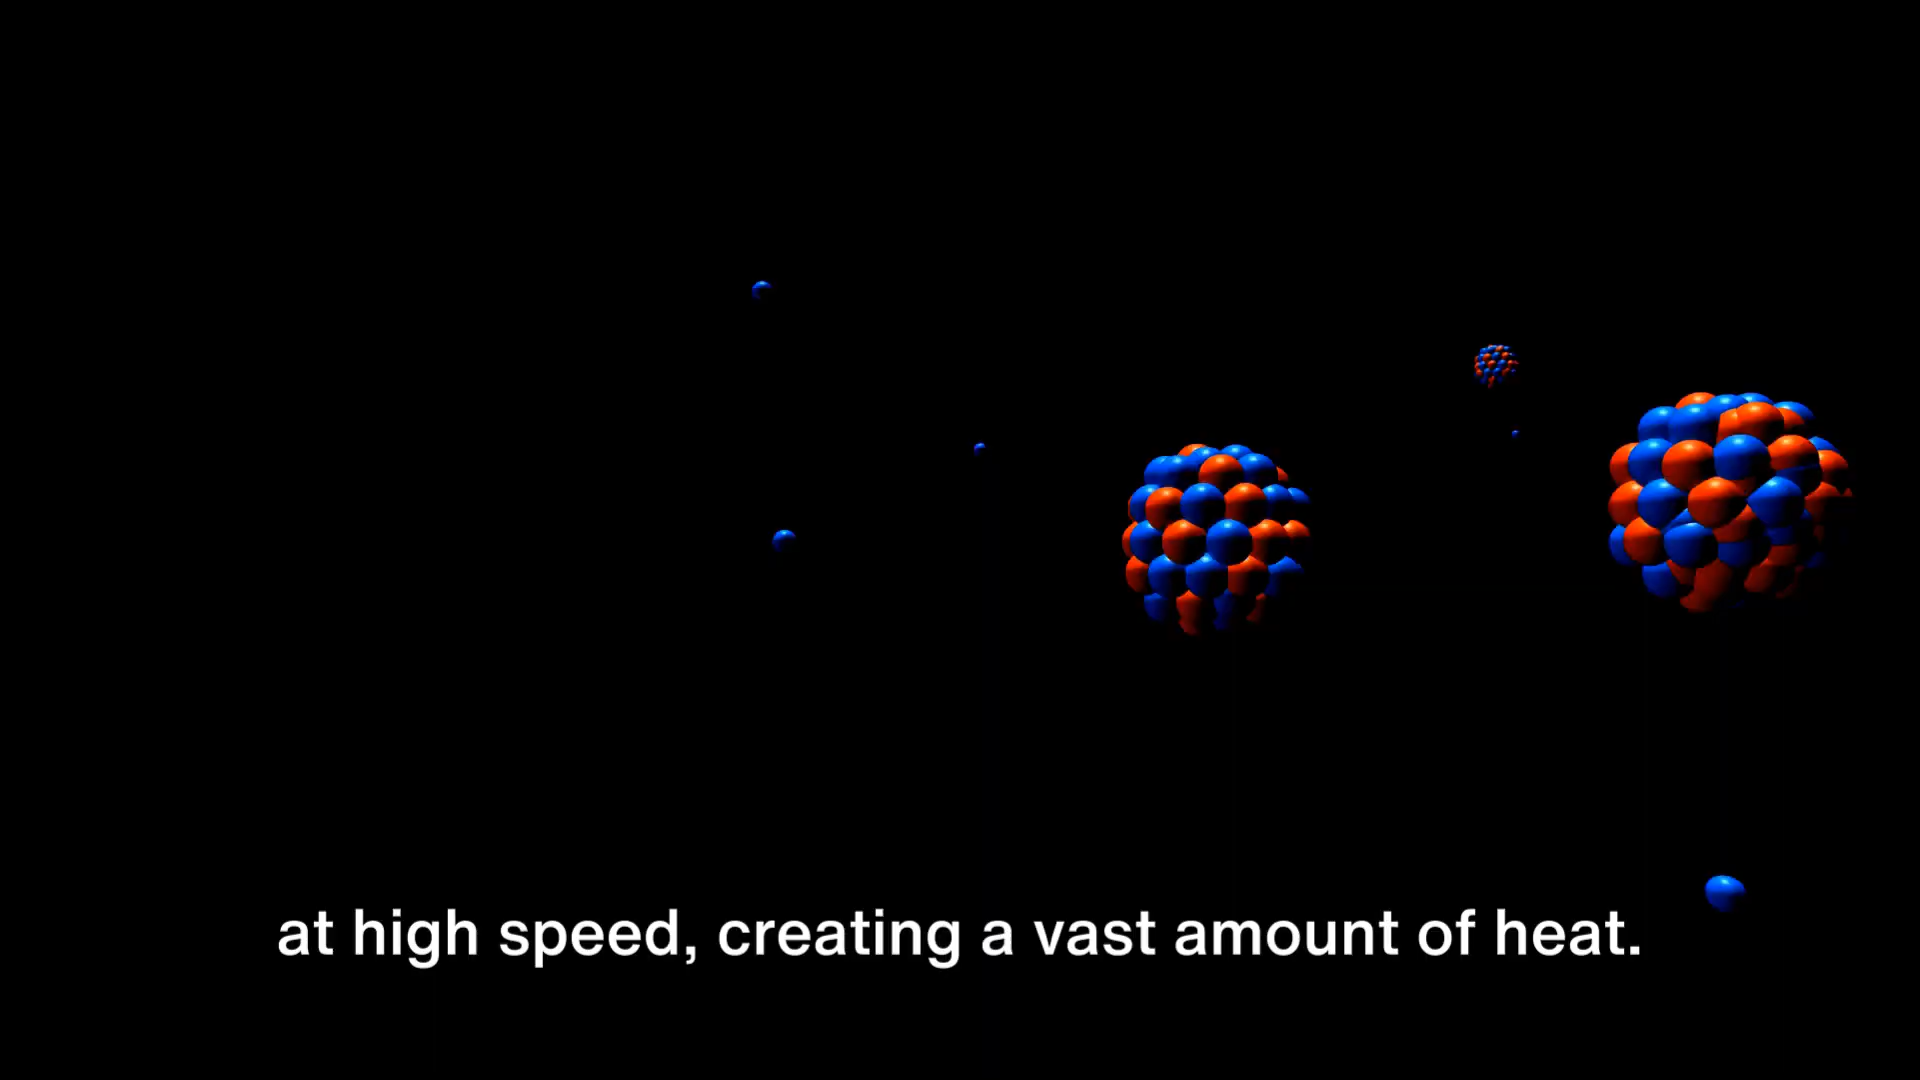 at high speed, creating a vast amount of heat.